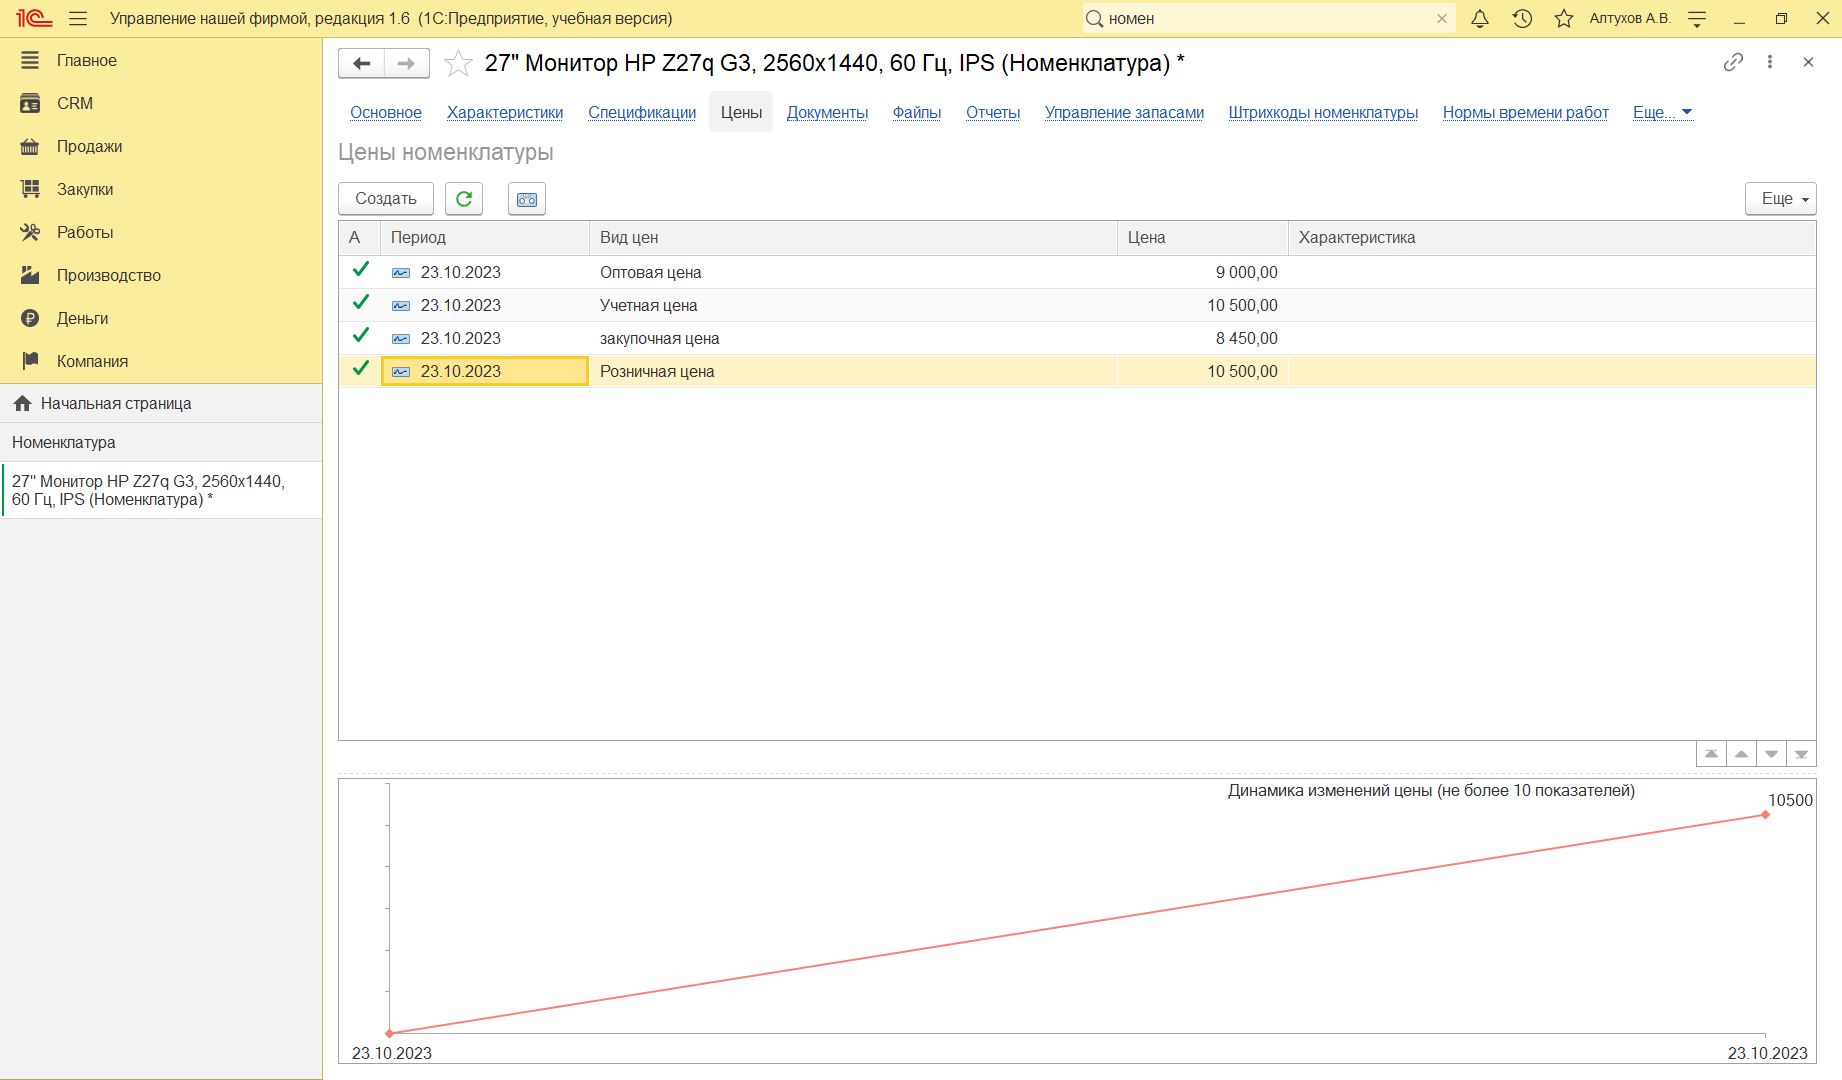 1С Управление нашей фирмой, редакция 1.6 (1С:Предприятие, учебная версия) номен Алтухов А.В.
Главное
CRM
Продажи
Закупки
Работы
Производство
Деньги
Компания
Начальная страница
Номенклатура
27" Монитор HP Z27q G3, 2560x1440,
60 Гц, IPS (Номенклатура) *
27" Монитор HP Z27q G3, 2560x1440, 60 Гц, IPS (Номенклатура) *
Основное Характеристики Спецификации Цены Документы Файлы Отчеты Управление запасами Штрихкоды номенклатуры Нормы времени работ Еще...
Цены номенклатуры
Создать Еще
А Период Вид цен Цена Характеристика
23.10.2023 Оптовая цена 9 000,00
23.10.2023 Учетная цена 10 500,00
23.10.2023 закупочная цена 8 450,00
23.10.2023 Розничная цена 10 500,00
Динамика изменений цены (не более 10 показателей)
10500
23.10.2023 23.10.2023